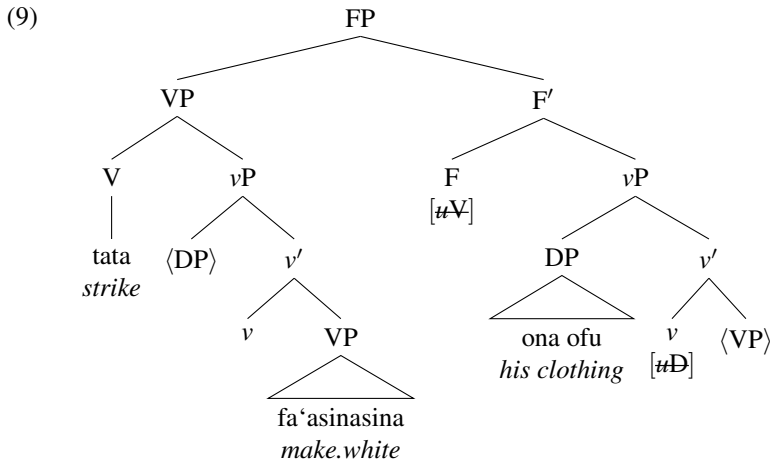 (9) FP
VP F′
V vP F vP
[uV]
tata ⟨DP⟩ v′ DP v′
strike
v VP ona ofu v ⟨VP⟩
his clothing [uD]
fa‘asinasina
make.white